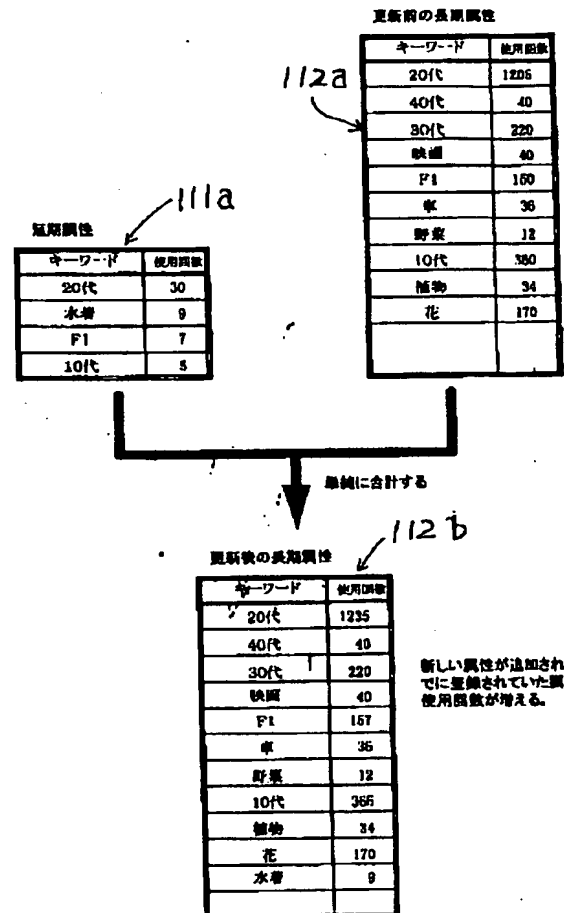 更新前の長期属性
キーワード 使用回数
20代 1205
40代 40
30代 220
映画 40
F1 150
車 36
野菜 12
10代 360
植物 34
花 170
112a
111a
短期属性
キーワード 使用回数
20代 30
水着 9
F1 7
10代 5
単純に合計する
112b
更新後の長期属性
キーワード 使用回数
20代 1235
40代 40
30代 220
映画 40
F1 157
車 36
野菜 12
10代 365
植物 34
花 170
水着 9
新しい属性が追加され
でに登録されていた属
使用回数が増える。